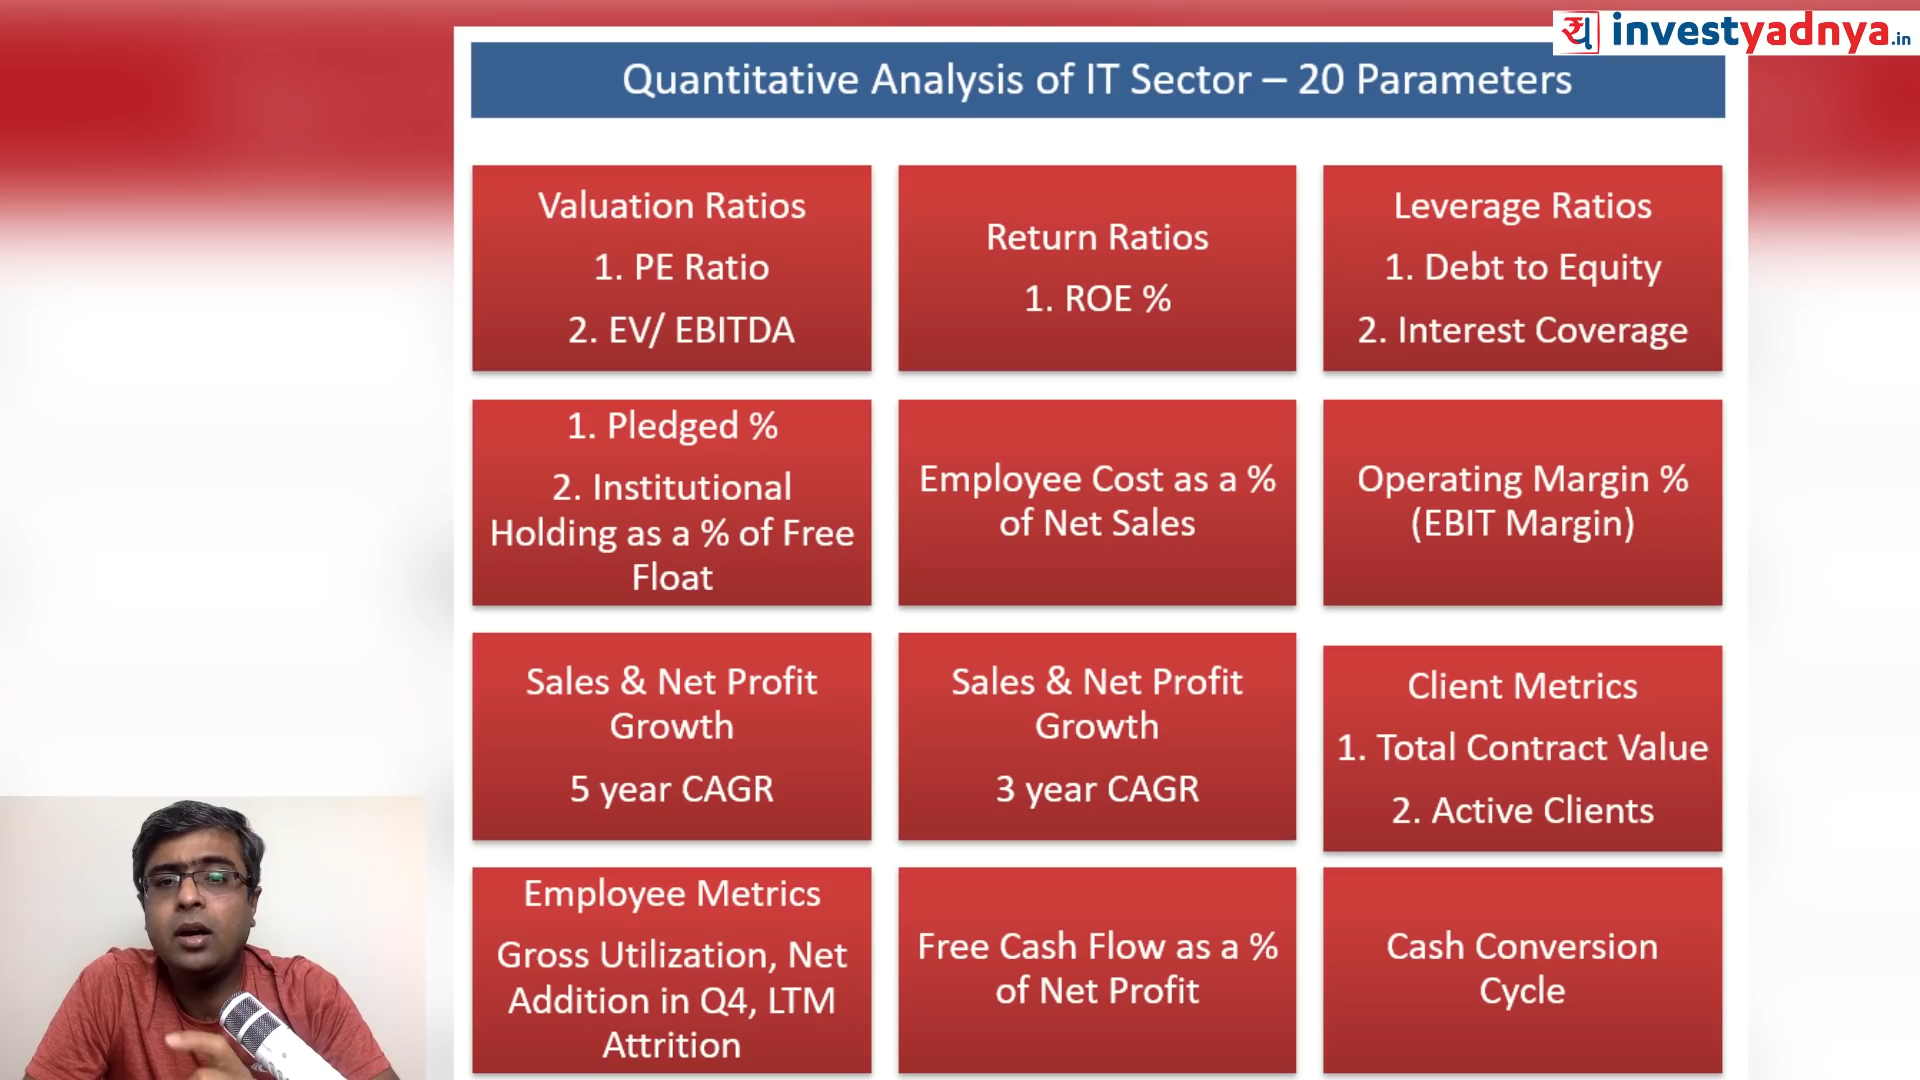 investyadnya.in
Quantitative Analysis of IT Sector – 20 Parameters
Valuation Ratios
1. PE Ratio
2. EV/ EBITDA
Return Ratios
1. ROE %
Leverage Ratios
1. Debt to Equity
2. Interest Coverage
1. Pledged %
2. Institutional
Holding as a % of Free
Float
Employee Cost as a %
of Net Sales
Operating Margin %
(EBIT Margin)
Sales & Net Profit
Growth
5 year CAGR
Sales & Net Profit
Growth
3 year CAGR
Client Metrics
1. Total Contract Value
2. Active Clients
Employee Metrics
Gross Utilization, Net
Addition in Q4, LTM
Attrition
Free Cash Flow as a %
of Net Profit
Cash Conversion
Cycle